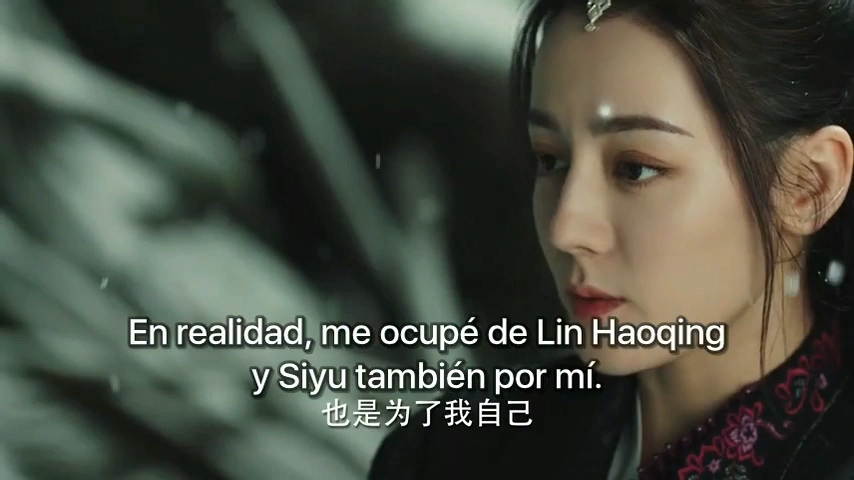 En realidad, me ocupé de Lin Haoqing
y Siyu también por mí.
也是为了我自己